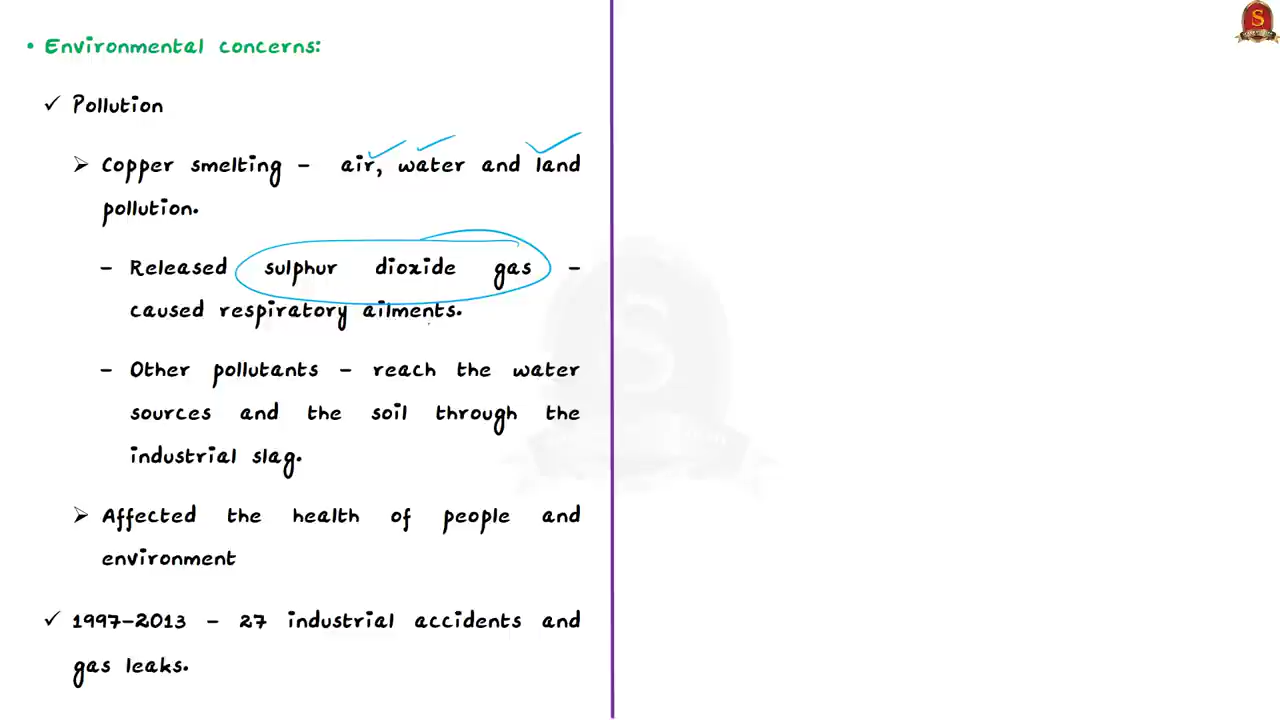 • Environmental concerns:
✓ Pollution
➢ Copper smelting – air, water and land
pollution.
– Released sulphur dioxide gas –
caused respiratory ailments.
– Other pollutants – reach the water
sources and the soil through the
industrial slag.
➢ Affected the health of people and
environment
✓ 1997-2013 – 27 industrial accidents and
gas leaks.
S
S